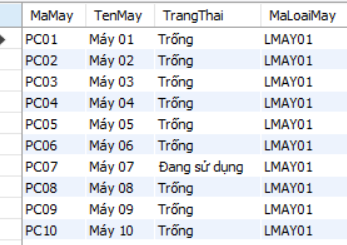 MaMay TenMay TrangThai MaLoaiMay
PC01 Máy 01 Trống LMAY01
PC02 Máy 02 Trống LMAY01
PC03 Máy 03 Trống LMAY01
PC04 Máy 04 Trống LMAY01
PC05 Máy 05 Trống LMAY01
PC06 Máy 06 Trống LMAY01
PC07 Máy 07 Đang sử dụng LMAY01
PC08 Máy 08 Trống LMAY01
PC09 Máy 09 Trống LMAY01
PC10 Máy 10 Trống LMAY01